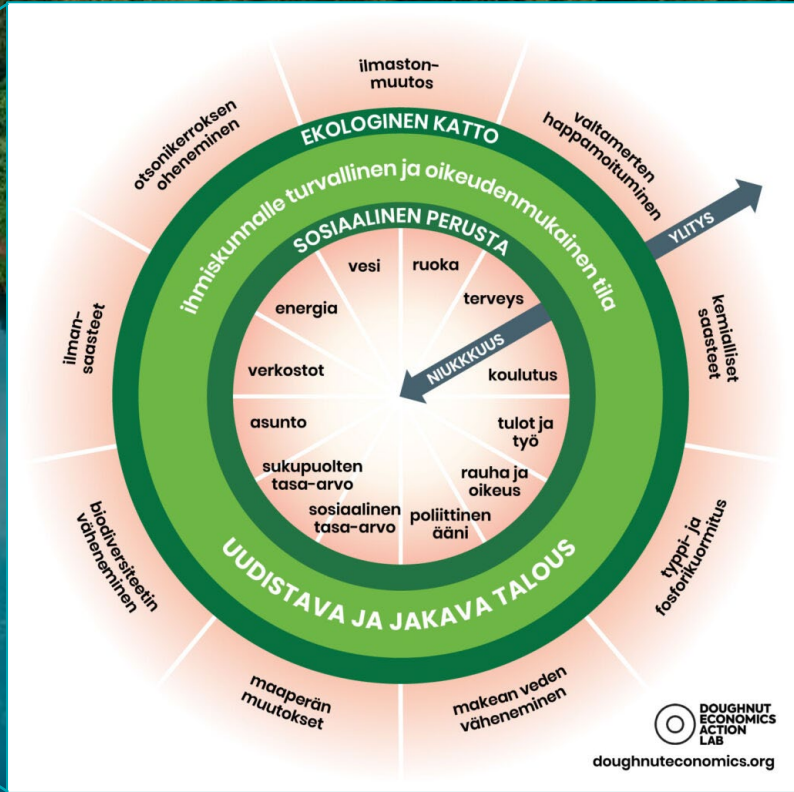 ilmaston-
muutos
otsonikerroksen
oheneminen
valtamerten
happamoituminen
EKOLOGINEN KATTO
ihmiskunnalle turvallinen ja oikeudenmukainen tila
SOSIAALINEN PERUSTA
YLITYS
vesi
ruoka
energia
terveys
ilman-
saasteet
kemialliset
saasteet
NIUKKKUUS
verkostot
koulutus
asunto
tulot ja
työ
sukupuolten
tasa-arvo
rauha ja
oikeus
sosiaalinen
tasa-arvo
poliittinen
ääni
biodiversiteetin
väheneminen
typpi- ja
fosforikuormitus
UUDISTAVA JA JAKAVA TALOUS
maaperän
muutokset
makean veden
väheneminen
DOUGHNUT
ECONOMICS
ACTION
LAB
doughnuteconomics.org